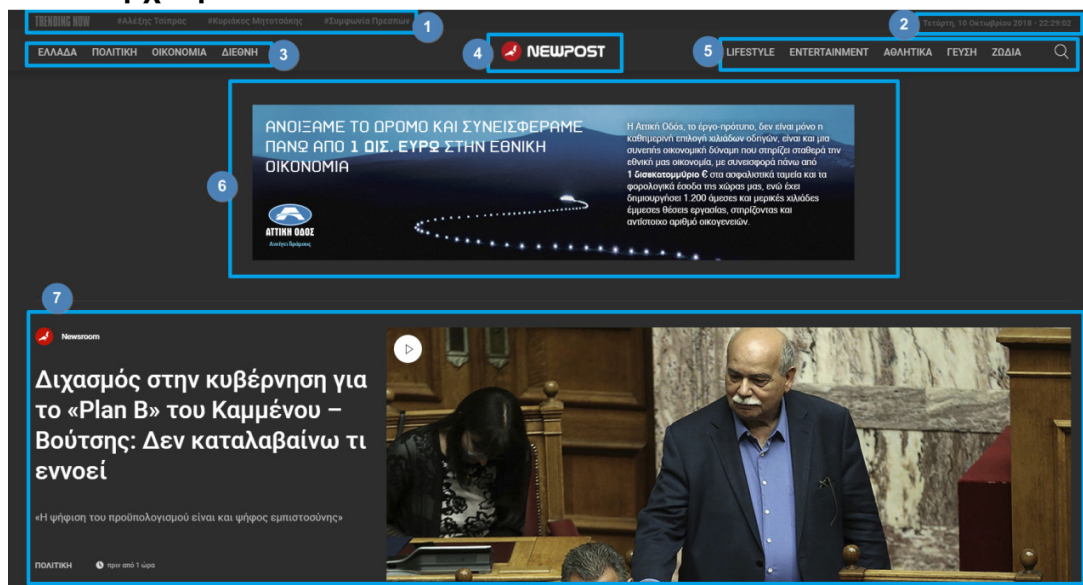 TRENDING NOW #Αλέξης Τσίπρας #Κυριάκος Μητσοτάκης #Συμφωνία Πρεσπών
1
2
Τετάρτη, 10 Οκτωβρίου 2018 - 22:29:02
ΕΛΛΑΔΑ ΠΟΛΙΤΙΚΗ ΟΙΚΟΝΟΜΙΑ ΔΙΕΘΝΗ
3
4
NEWPOST
5
LIFESTYLE ENTERTAINMENT ΑΘΛΗΤΙΚΑ ΓΕΥΣΗ ΖΩΔΙΑ
6
ΑΝΟΙΞΑΜΕ ΤΟ ΔΡΟΜΟ ΚΑΙ ΣΥΝΕΙΣΦΕΡΑΜΕ
ΠΑΝΩ ΑΠΟ 1 ΔΙΣ. ΕΥΡΩ ΣΤΗΝ ΕΘΝΙΚΗ
ΟΙΚΟΝΟΜΙΑ
ΑΤΤΙΚΗ ΟΔΟΣ
Ανοίγει δρόμους
Η Αττική Οδός, το έργο-πρότυπο, δεν είναι μόνο η
καθημερινή επιλογή χιλιάδων οδηγών, είναι και μια
συνεπής οικονομική δύναμη που στηρίζει σταθερά την
εθνική μας οικονομία, με συνεισφορά πάνω από
1 δισεκατομμύριο € στα ασφαλιστικά ταμεία και τα
φορολογικά έσοδα της χώρας μας, ενώ έχει
δημιουργήσει 1.200 άμεσες και μερικές χιλιάδες
έμμεσες θέσεις εργασίας, στηρίζοντας και
αντίστοιχο αριθμό οικογενειών.
7
Newsroom
Διχασμός στην κυβέρνηση για
το «Plan B» του Καμμένου –
Βούτσης: Δεν καταλαβαίνω τι
εννοεί
«Η ψήφιση του προϋπολογισμού είναι και ψήφος εμπιστοσύνης»
ΠΟΛΙΤΙΚΗ πριν από 1 ώρα